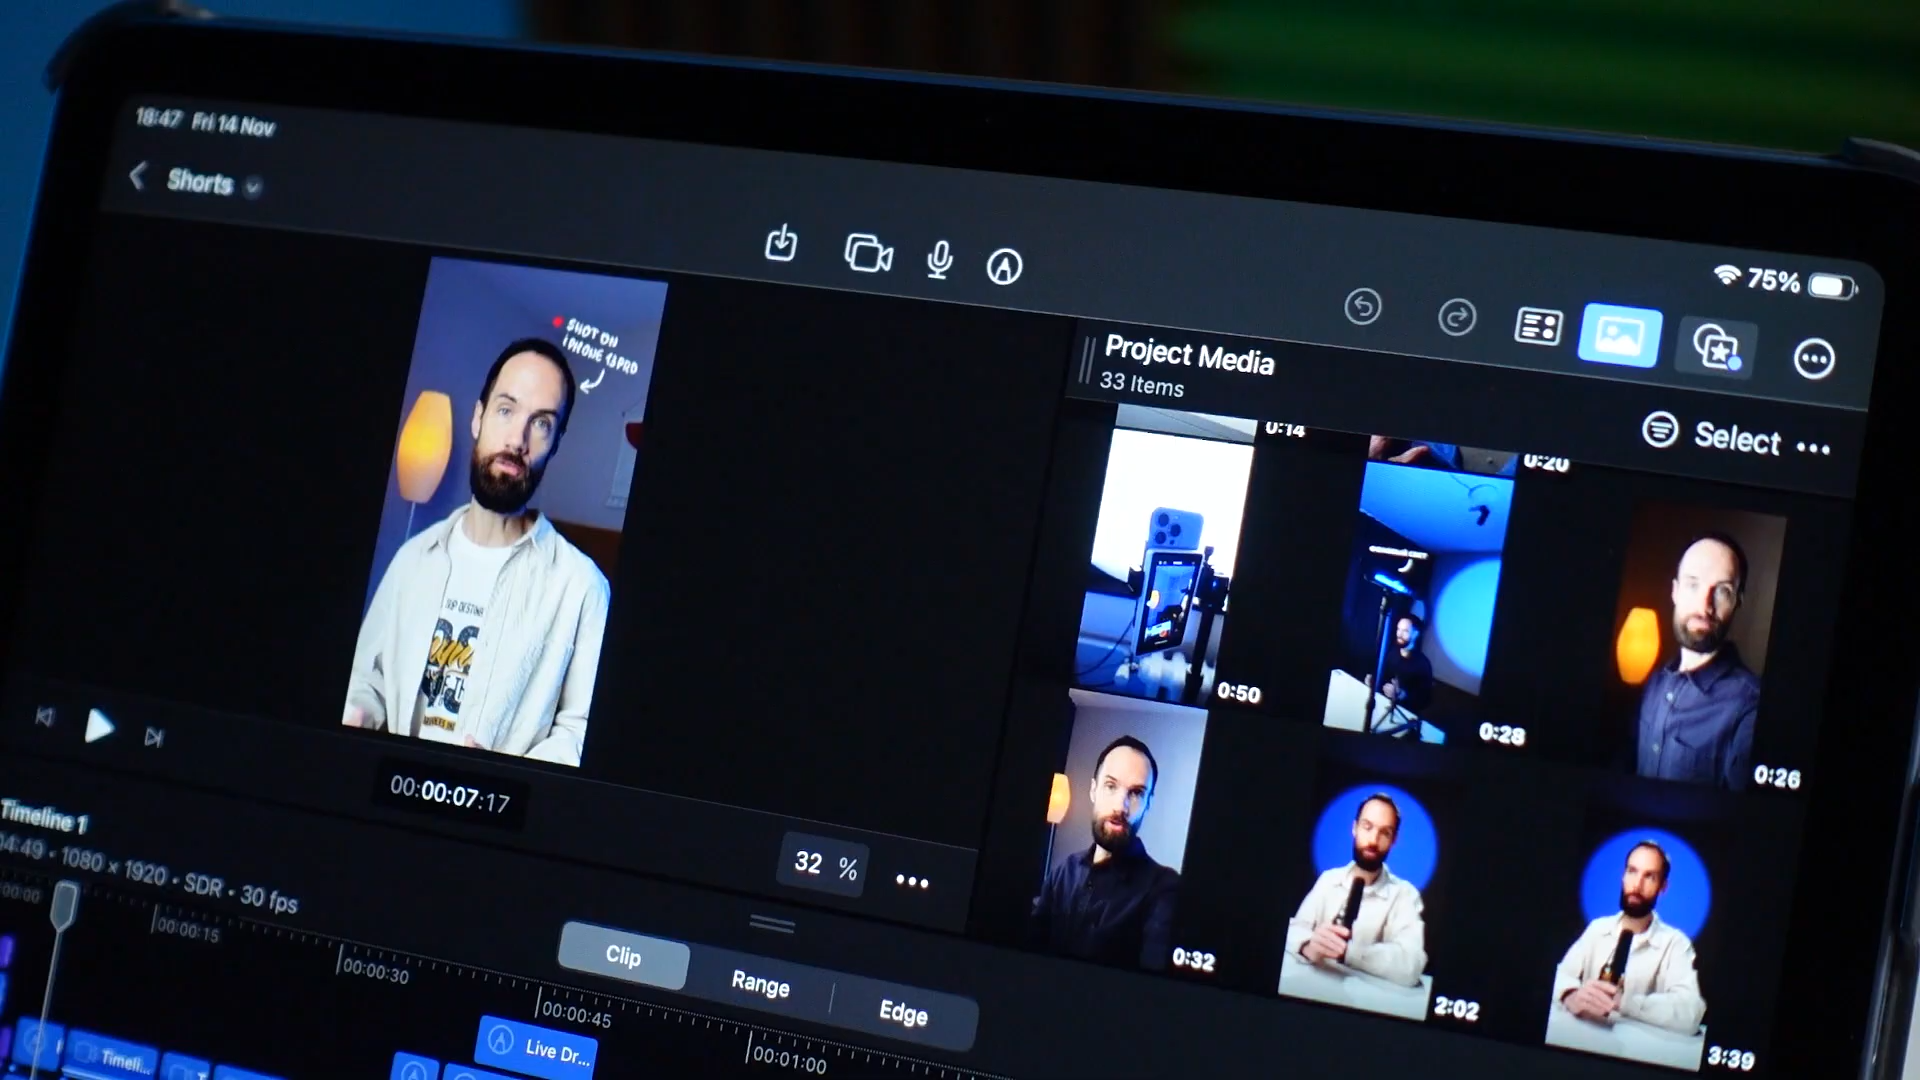 18:47 Fri 14 Nov
Shorts
75%
SHOT ON
iPHONE 13 PRO
Project Media
33 Items
Select
0:14
0:20
0:50
0:28
0:26
0:32
2:02
3:39
00:00:07:17
32 %
Timeline 1
04:49 • 1080 × 1920 • SDR • 30 fps
00:00:15
00:00:30
00:00:45
00:01:00
Clip
Range
Edge
Live Dr...
Timeli...